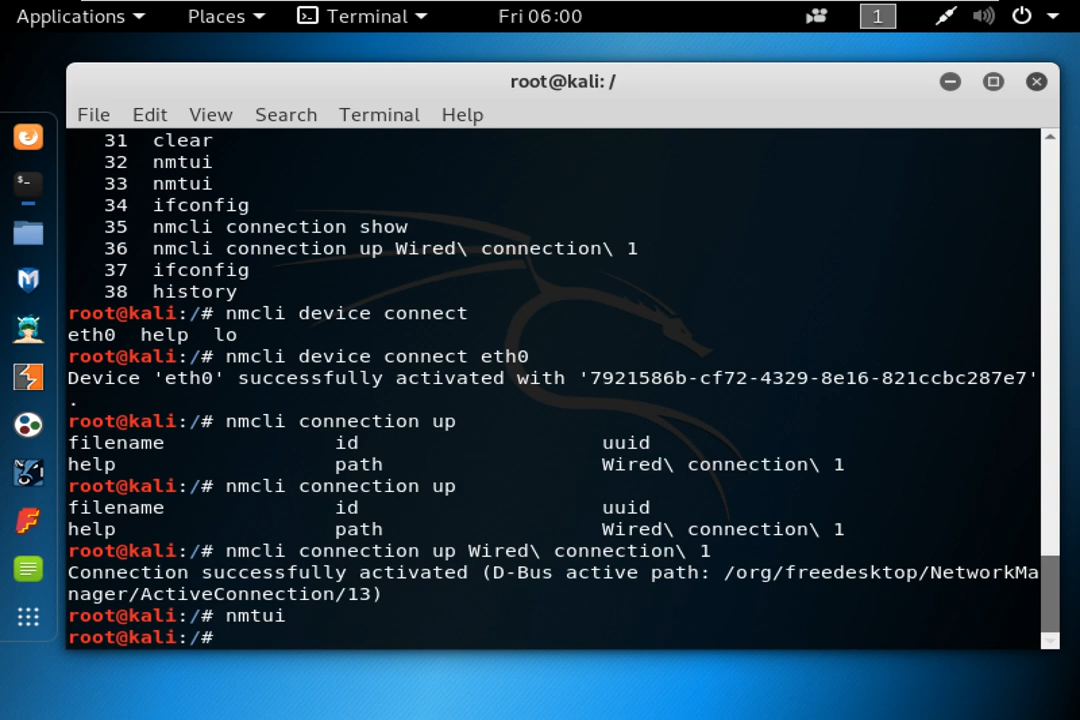 Applications Places Terminal Fri 06:00 1
root@kali: /
File Edit View Search Terminal Help
31 clear
32 nmtui
33 nmtui
34 ifconfig
35 nmcli connection show
36 nmcli connection up Wired\ connection\ 1
37 ifconfig
38 history
root@kali:/# nmcli device connect
eth0 help lo
root@kali:/# nmcli device connect eth0
Device 'eth0' successfully activated with '7921586b-cf72-4329-8e16-821ccbc287e7'
.
root@kali:/# nmcli connection up
filename id uuid
help path Wired\ connection\ 1
root@kali:/# nmcli connection up
filename id uuid
help path Wired\ connection\ 1
root@kali:/# nmcli connection up Wired\ connection\ 1
Connection successfully activated (D-Bus active path: /org/freedesktop/NetworkMa
nager/ActiveConnection/13)
root@kali:/# nmtui
root@kali:/#